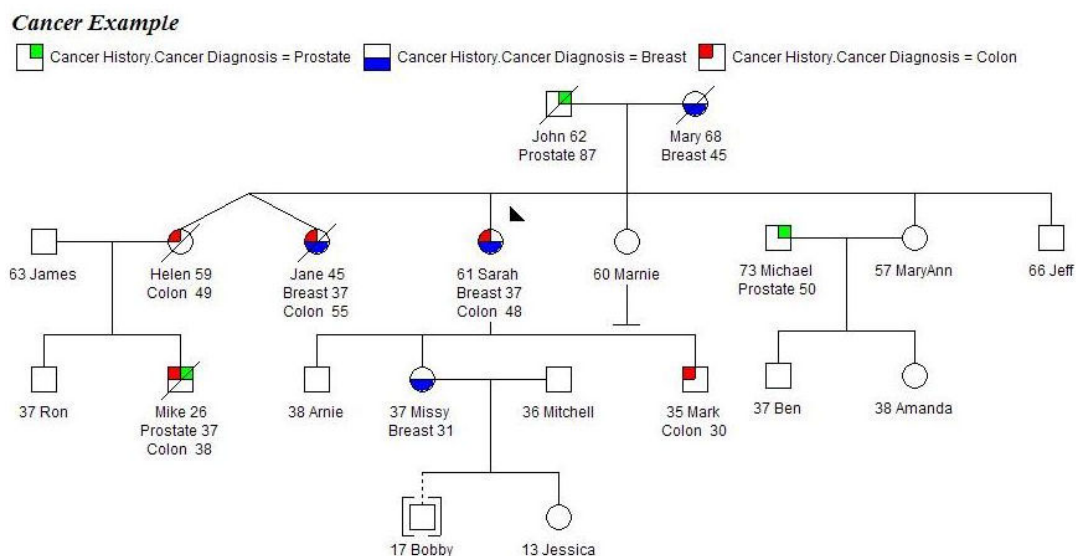 Cancer Example
Cancer History.Cancer Diagnosis = Prostate Cancer History.Cancer Diagnosis = Breast Cancer History.Cancer Diagnosis = Colon
John 62
Prostate 87
Mary 68
Breast 45
63 James
Helen 59
Colon 49
Jane 45
Breast 37
Colon 55
61 Sarah
Breast 37
Colon 48
60 Marnie
73 Michael
Prostate 50
57 MaryAnn
66 Jeff
37 Ron
Mike 26
Prostate 37
Colon 38
38 Arnie
37 Missy
Breast 31
36 Mitchell
35 Mark
Colon 30
37 Ben
38 Amanda
17 Bobby
13 Jessica